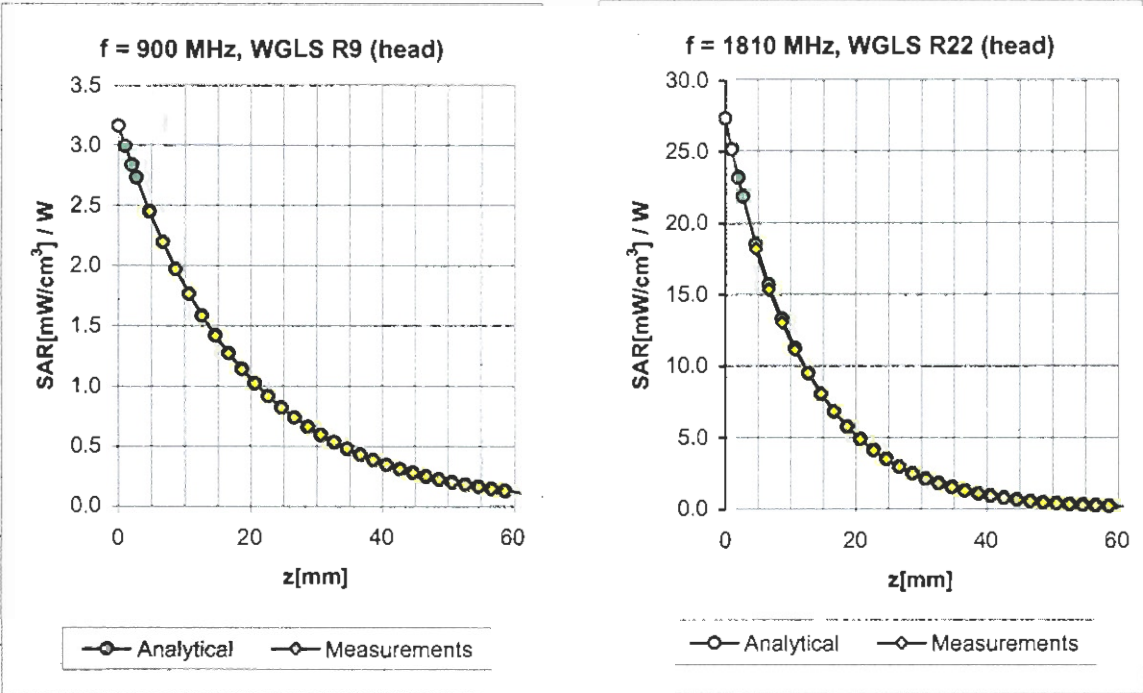 f = 900 MHz, WGLS R9 (head)
3.5
3.0
2.5
2.0
1.5
1.0
0.5
0.0
SAR[mW/cm³] / W
0 20 40 60
z[mm]
Analytical Measurements
f = 1810 MHz, WGLS R22 (head)
30.0
25.0
20.0
15.0
10.0
5.0
0.0
SAR[mW/cm³] / W
0 20 40 60
z[mm]
Analytical Measurements